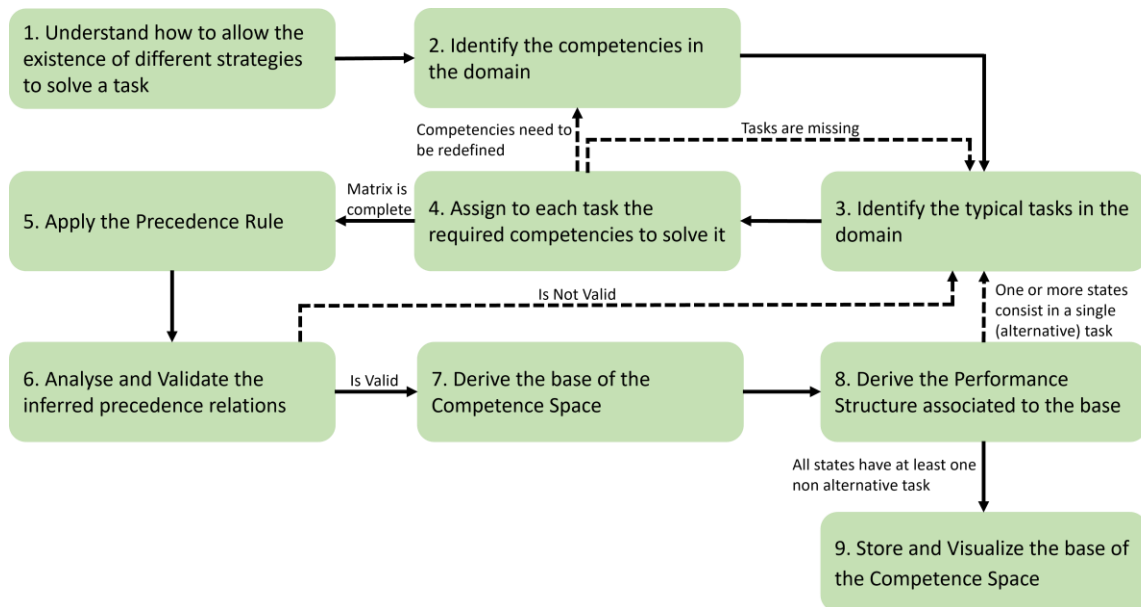 1. Understand how to allow the
existence of different strategies
to solve a task
2. Identify the competencies in
the domain
Competencies need to
be redefined
Tasks are missing
Matrix is
complete
5. Apply the Precedence Rule
4. Assign to each task the
required competencies to solve it
3. Identify the typical tasks in the
domain
Is Not Valid
One or more states
consist in a single
(alternative) task
6. Analyse and Validate the
inferred precedence relations
Is Valid
7. Derive the base of the
Competence Space
8. Derive the Performance
Structure associated to the base
All states have at least one
non alternative task
9. Store and Visualize the base of
the Competence Space